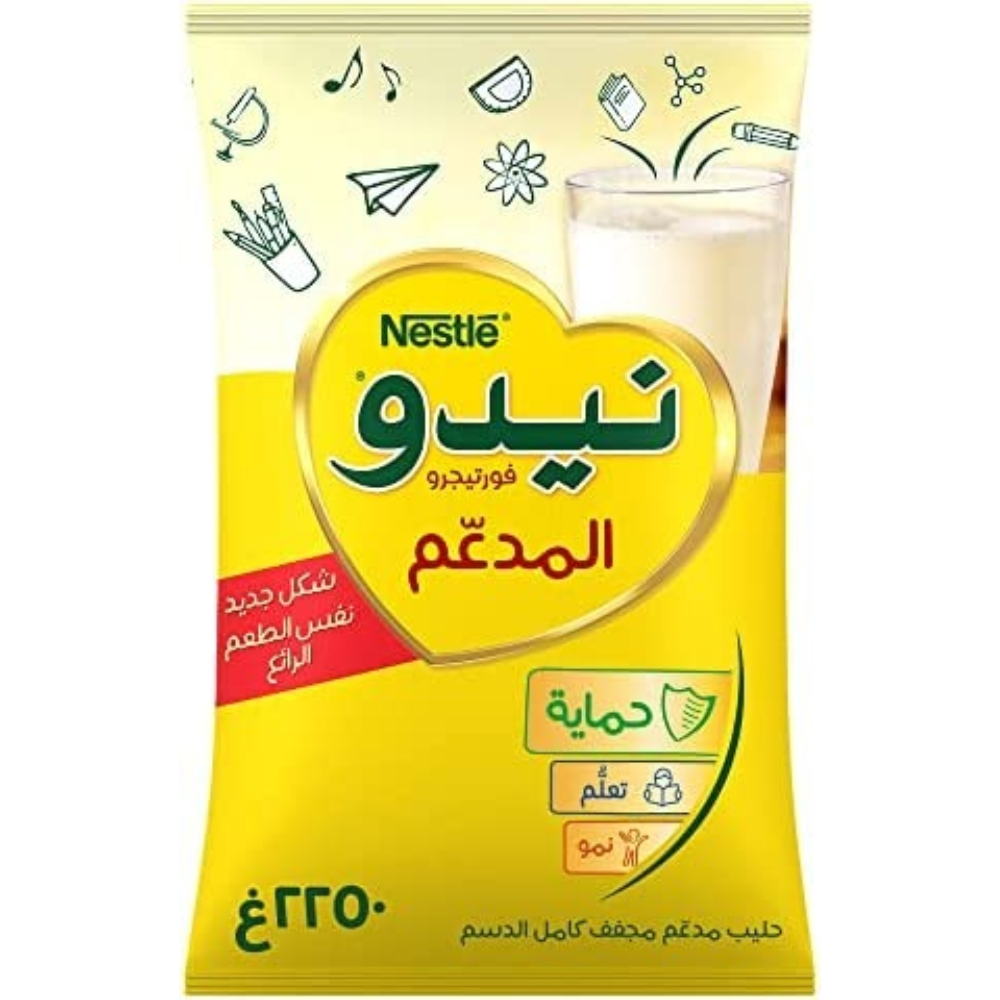 Nestlé®
نيدو®
فورتيجرو
المدعّم
شكل جديد
نفس الطعم
الرائع
حماية
تعلُّم
نمو
٢٢٥٠غ
حليب مدعّم مجفف كامل الدسم